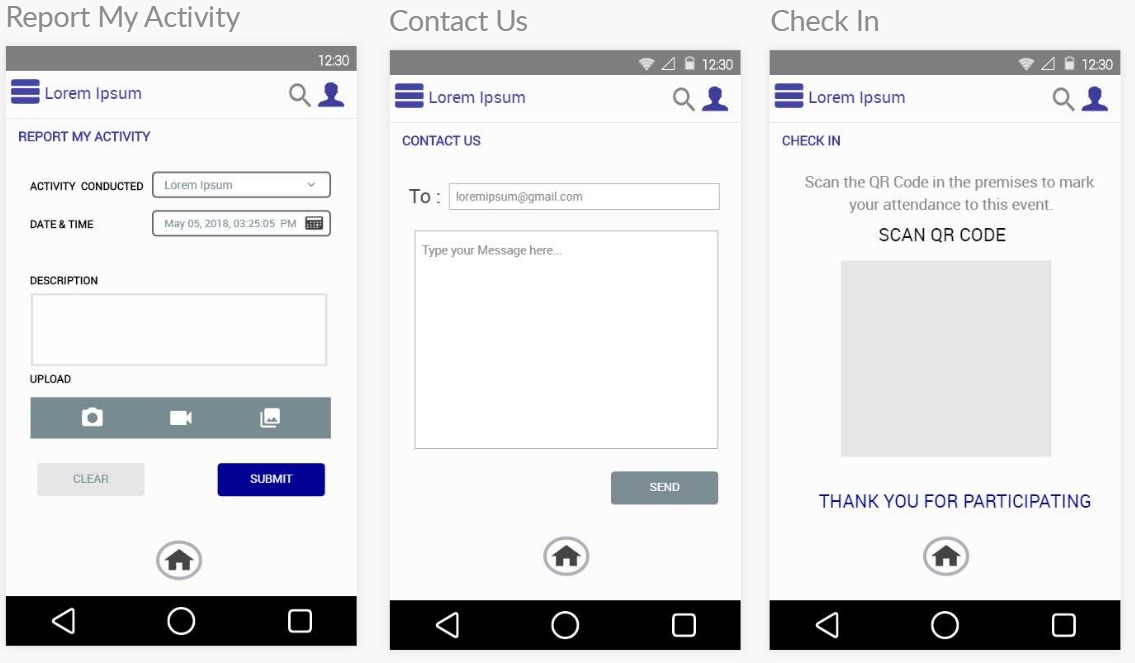 Report My Activity
12:30
Lorem Ipsum
REPORT MY ACTIVITY
ACTIVITY CONDUCTED
Lorem Ipsum
DATE & TIME
May 05, 2018, 03:25:05 PM
DESCRIPTION
UPLOAD
CLEAR
SUBMIT
Contact Us
12:30
Lorem Ipsum
CONTACT US
To :
loremipsum@gmail.com
Type your Message here...
SEND
Check In
12:30
Lorem Ipsum
CHECK IN
Scan the QR Code in the premises to mark
your attendance to this event.
SCAN QR CODE
THANK YOU FOR PARTICIPATING